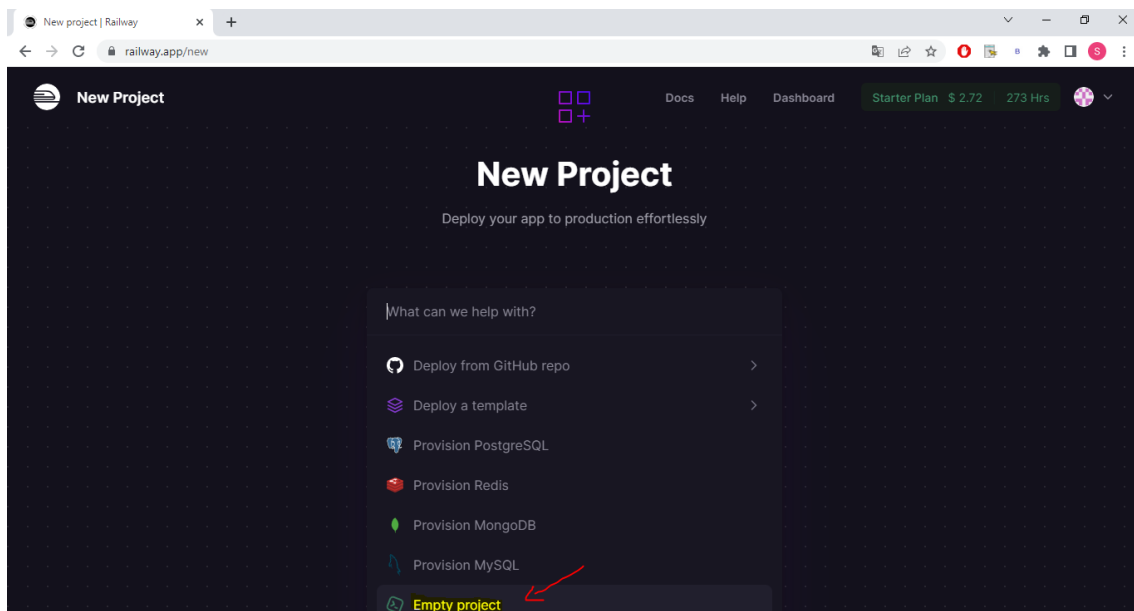 New project | Railway
railway.app/new
New Project
Docs Help Dashboard Starter Plan $ 2.72 273 Hrs
New Project
Deploy your app to production effortlessly
What can we help with?
Deploy from GitHub repo
Deploy a template
Provision PostgreSQL
Provision Redis
Provision MongoDB
Provision MySQL
Empty project